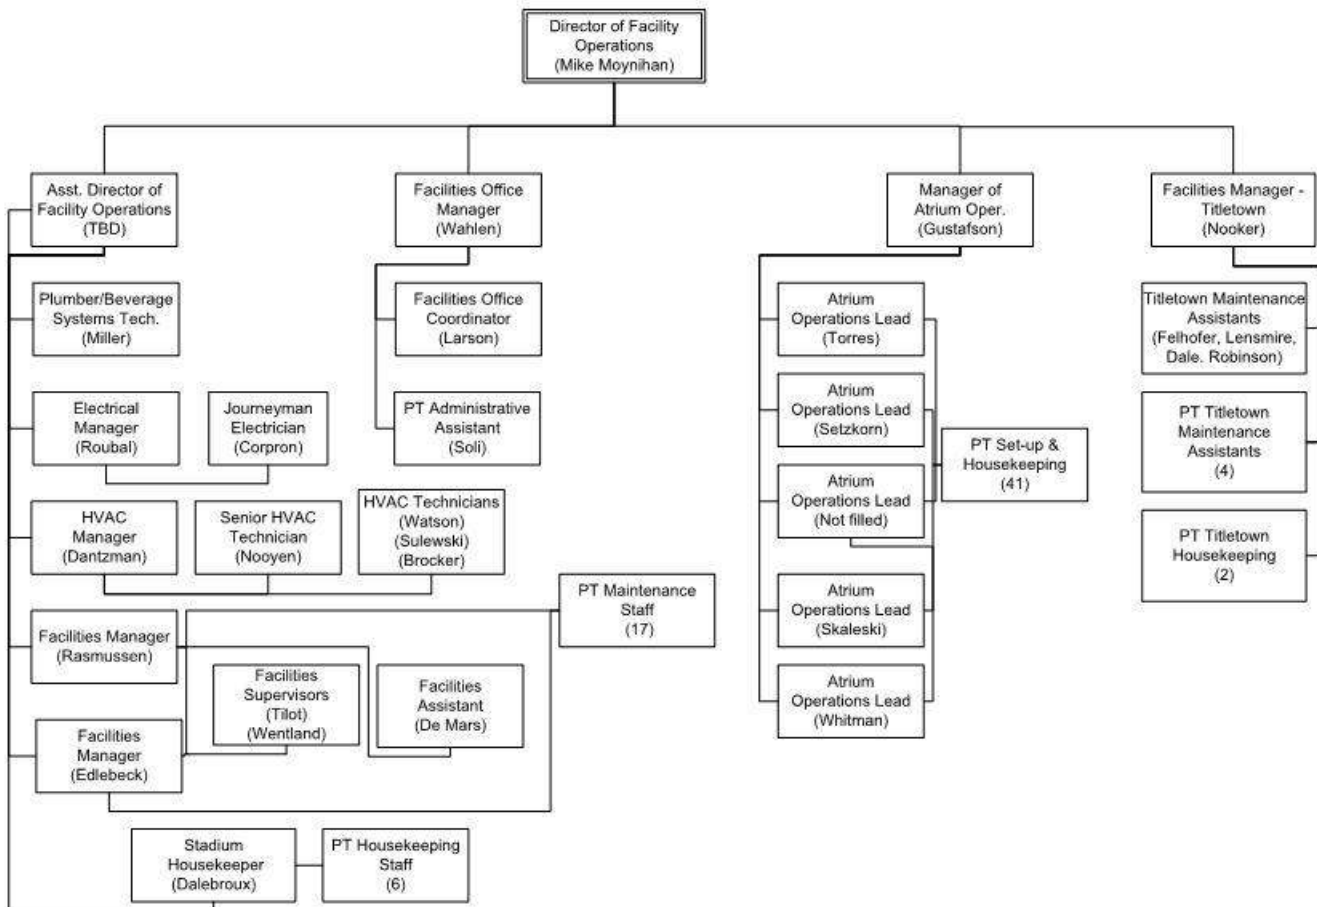 Director of Facility
Operations
(Mike Moynihan)
Asst. Director of
Facility Operations
(TBD)
Facilities Office
Manager
(Wahlen)
Manager of
Atrium Oper.
(Gustafson)
Facilities Manager -
Titletown
(Nooker)
Plumber/Beverage
Systems Tech.
(Miller)
Facilities Office
Coordinator
(Larson)
Atrium
Operations Lead
(Torres)
Titletown Maintenance
Assistants
(Felhofer, Lensmire,
Dale. Robinson)
Electrical
Manager
(Roubal)
Journeyman
Electrician
(Corpron)
PT Administrative
Assistant
(Soli)
Atrium
Operations Lead
(Setzkorn)
PT Set-up &
Housekeeping
(41)
PT Titletown
Maintenance
Assistants
(4)
HVAC
Manager
(Dantzman)
Senior HVAC
Technician
(Nooyen)
HVAC Technicians
(Watson)
(Sulewski)
(Brocker)
Atrium
Operations Lead
(Not filled)
PT Titletown
Housekeeping
(2)
PT Maintenance
Staff
(17)
Atrium
Operations Lead
(Skaleski)
Facilities Manager
(Rasmussen)
Facilities
Supervisors
(Tilot)
(Wentland)
Facilities
Assistant
(De Mars)
Atrium
Operations Lead
(Whitman)
Facilities
Manager
(Edlebeck)
Stadium
Housekeeper
(Dalebroux)
PT Housekeeping
Staff
(6)